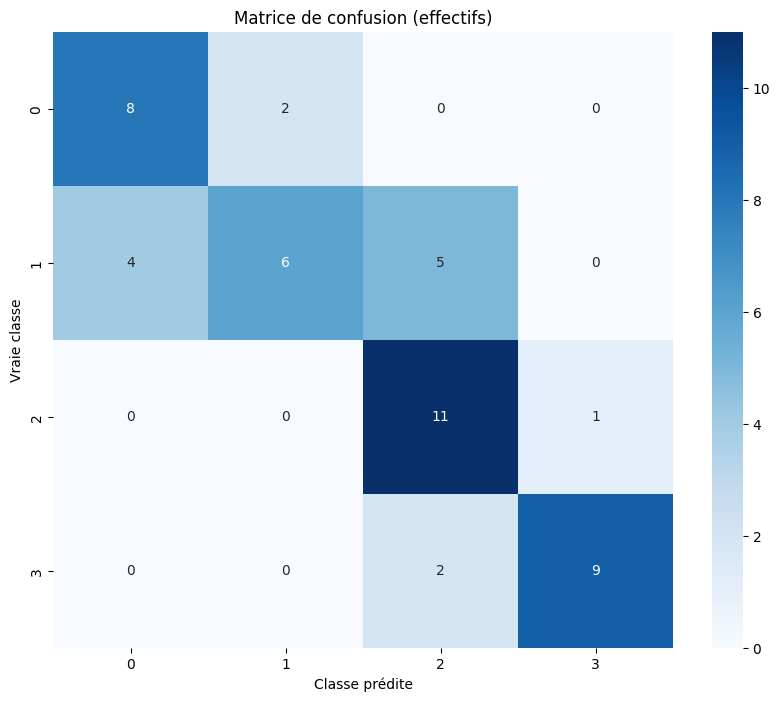 Matrice de confusion (effectifs)
0 8 2 0 0
1 4 6 5 0
2 0 0 11 1
3 0 0 2 9
0 1 2 3
Vraie classe
Classe prédite
10
8
6
4
2
0